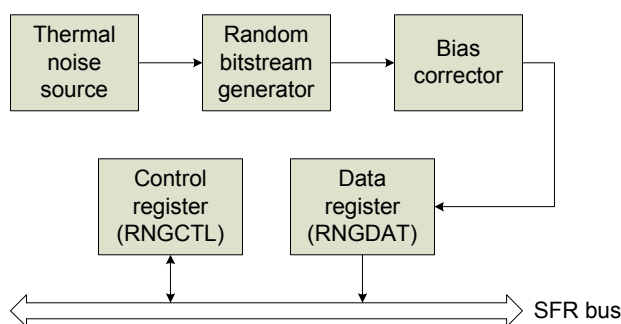 Thermal
noise
source
Random
bitstream
generator
Bias
corrector
Control
register
(RNGCTL)
Data
register
(RNGDAT)
SFR bus